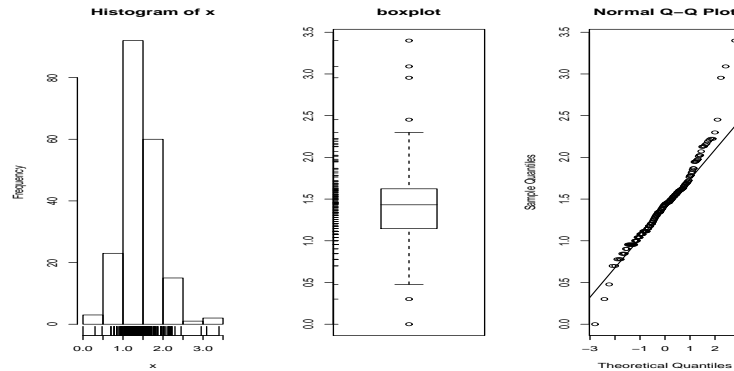 Histogram of x
Frequency
0 20 40 60 80
0.0 1.0 2.0 3.0
x
boxplot
0.0 0.5 1.0 1.5 2.0 2.5 3.0 3.5
Normal Q−Q Plot
Sample Quantiles
0.0 0.5 1.0 1.5 2.0 2.5 3.0 3.5
−3 −1 0 1 2
Theoretical Quantiles